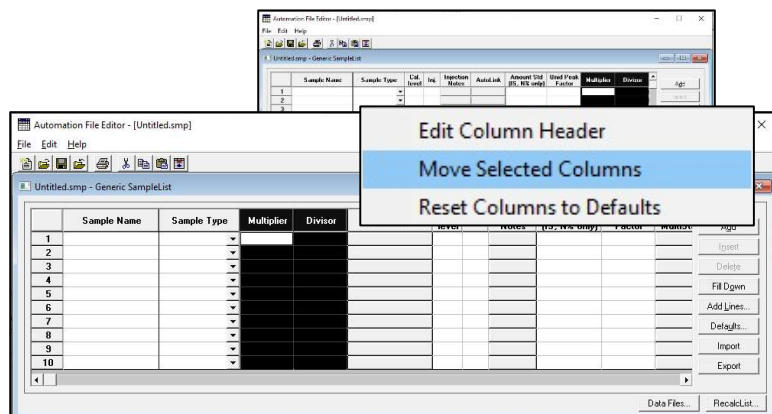 Automation File Editor - [Untitled.smp]
File Edit Help
Untitled.smp - Generic SampleList
Sample Name Sample Type Cal. level Inj. Injection Notes AutoLink Amount Std (IS, N% only) Unid Peak Factor Multiplier Divisor
Add
1
2
3
Edit Column Header
Move Selected Columns
Reset Columns to Defaults
Automation File Editor - [Untitled.smp]
File Edit Help
Untitled.smp - Generic SampleList
Sample Name Sample Type Multiplier Divisor level Notes (IS, N% only) Factor
Add
1
Insert
2
Delete
3
Fill Down
4
Add Lines...
5
Defaults...
6
Import
7
Export
8
9
10
Data Files... RecalcList...